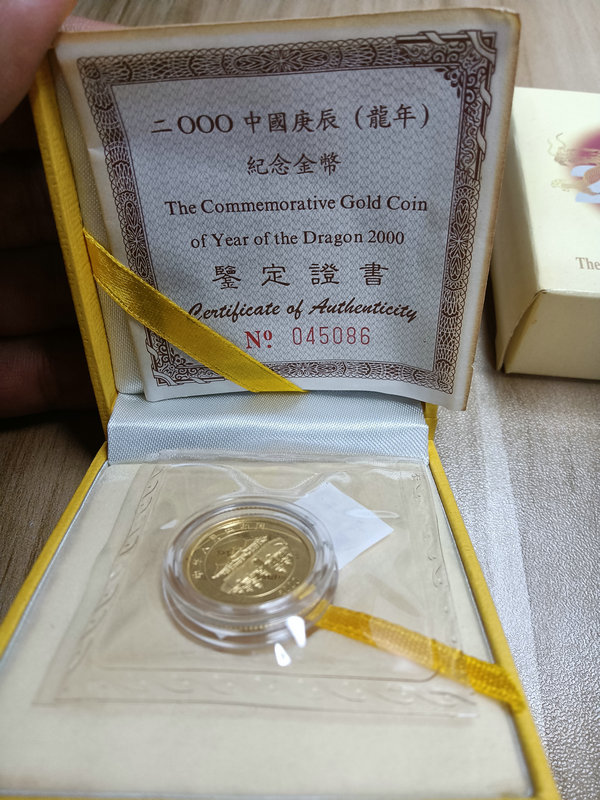 二OOO中國庚辰（龍年）
紀念金幣
The Commemorative Gold Coin
of Year of the Dragon 2000
鑒定證書
Certificate of Authenticity
Nº 045086
The